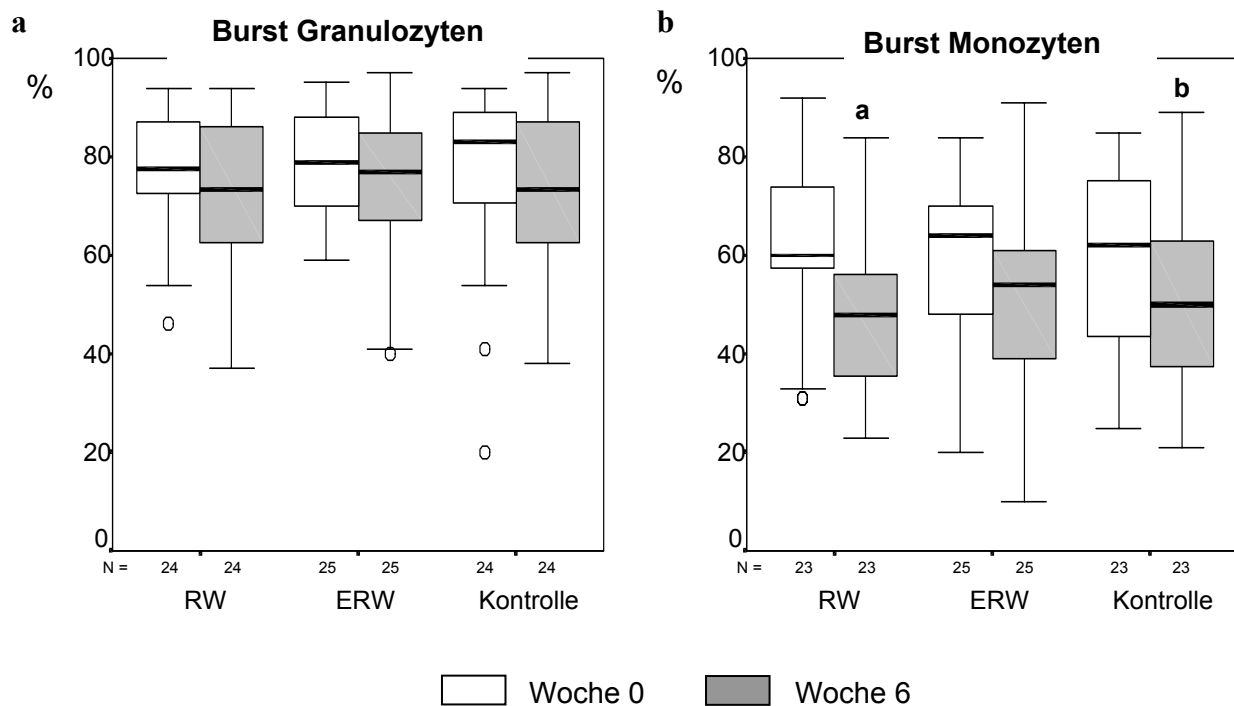 a
Burst Granulozyten
100
%
80
60
40
20
0
N = 24 24 25 25 24 24
RW ERW Kontrolle
b
Burst Monozyten
100
%
a
b
80
60
40
20
0
N = 23 23 25 25 23 23
RW ERW Kontrolle
Woche 0 Woche 6